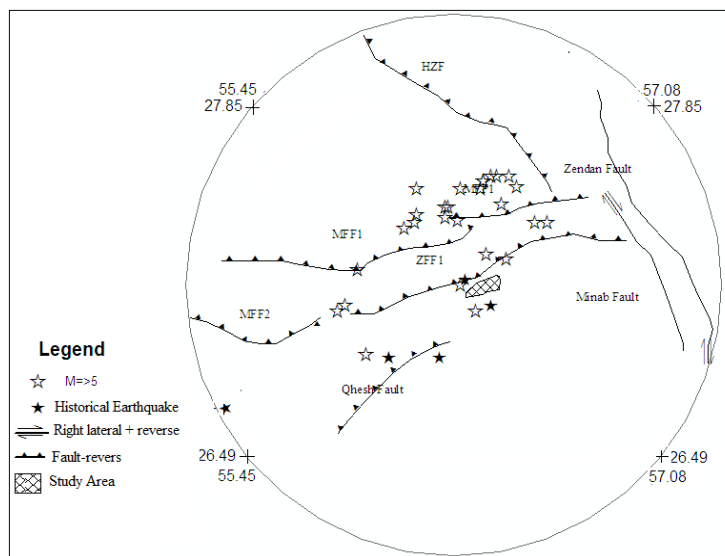 HZF
55.45
27.85
57.08
27.85
Zendan Fault
MFF1
ZFF1
Minab Fault
MFF2
Qhesh Fault
26.49
55.45
26.49
57.08
Legend
M=>5
Historical Earthquake
Right lateral + reverse
Fault-revers
Study Area